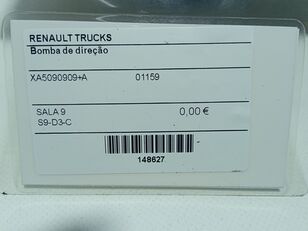 RENAULT TRUCKS
Bomba de direção
XA5090909+A 01159
SALA 9 0,00 €
S9-D3-C
148627